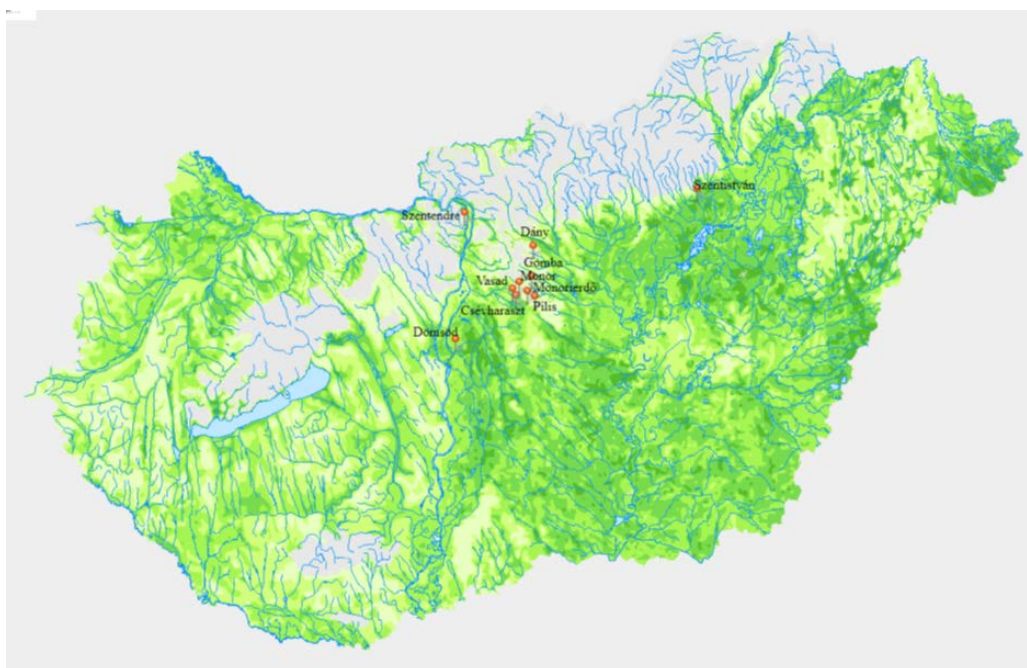 Szentistván
Szentendre
Dány
Gomba
Monor
Vasad
Monorierdő
Csévharaszt
Pilis
Dömsöd